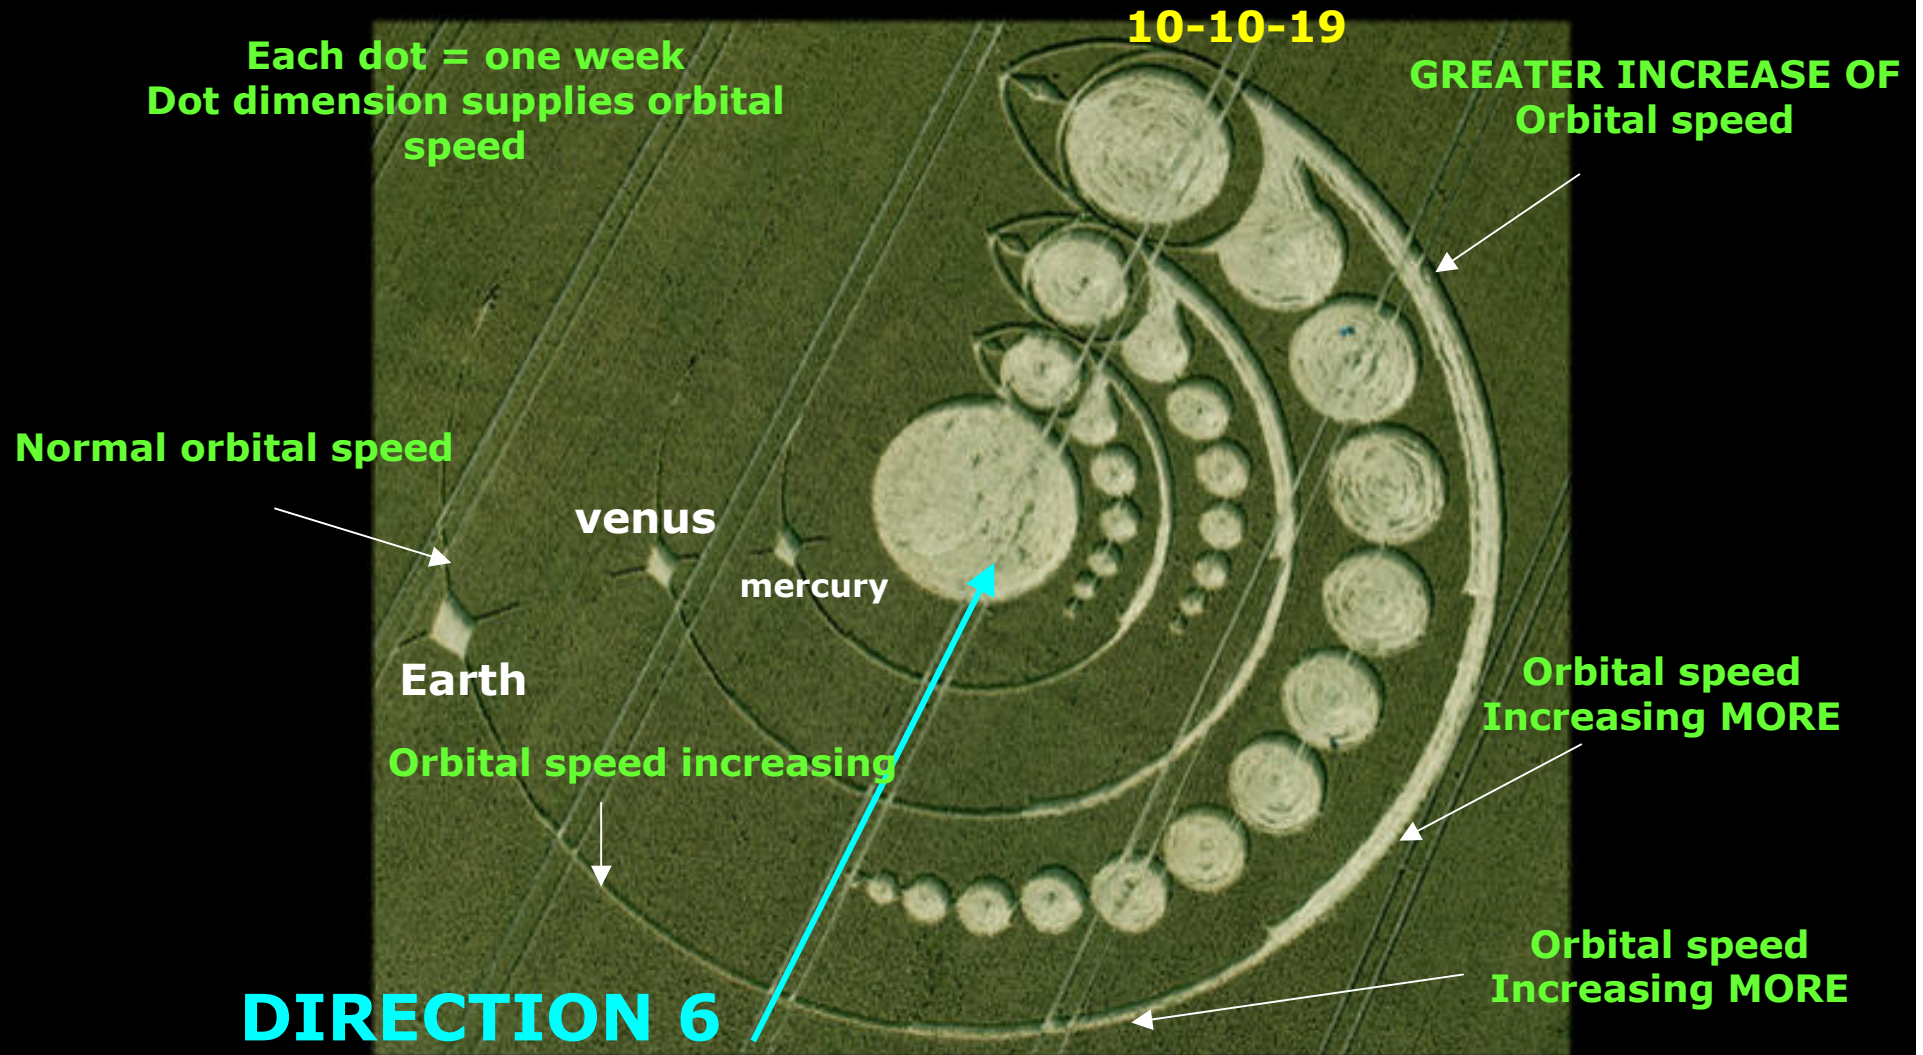 10-10-19
Each dot = one week
Dot dimension supplies orbital
speed
GREATER INCREASE OF
Orbital speed
Normal orbital speed
venus
mercury
Earth
Orbital speed
Increasing MORE
Orbital speed increasing
Orbital speed
Increasing MORE
DIRECTION 6